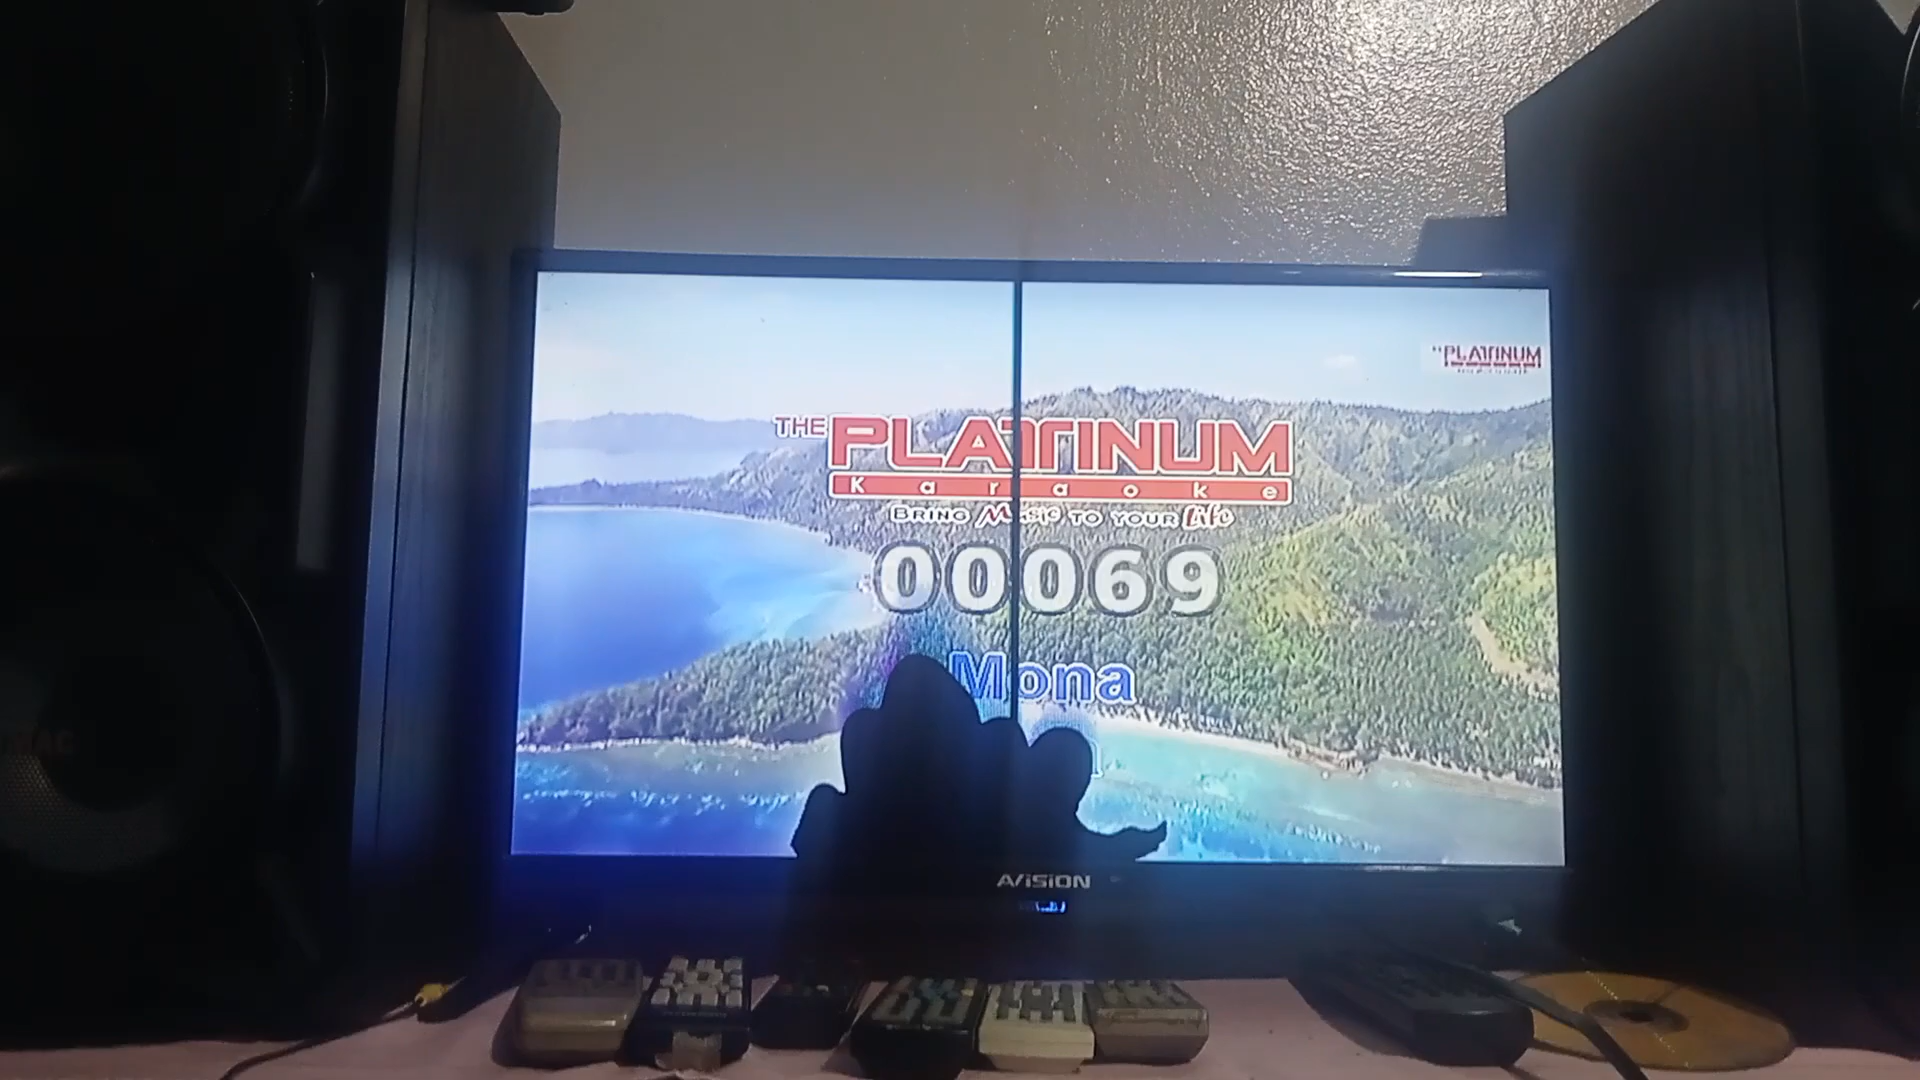 PLATINUM
THE PLATINUM
Karaoke
BRING Music TO YOUR Life
00069
Mona
AVISION